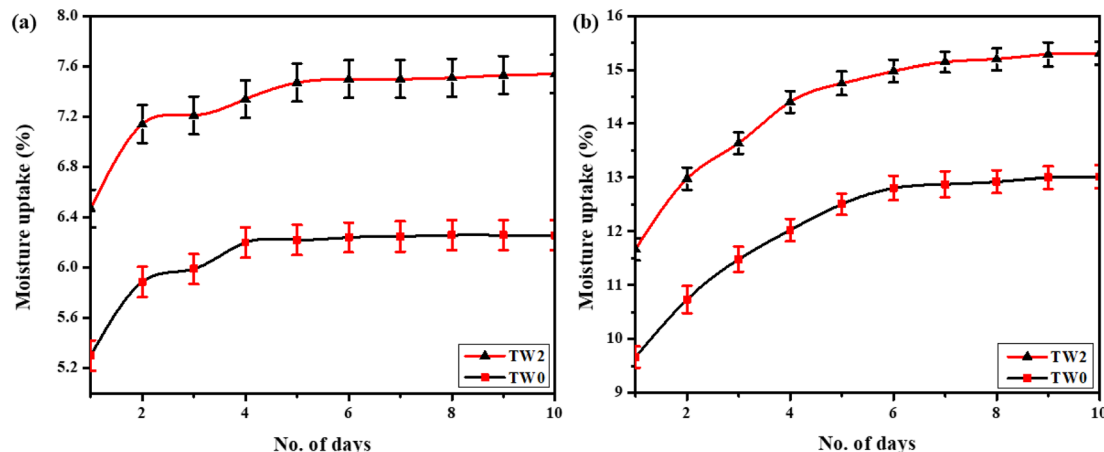 (a)
Moisture uptake (%)
8.0
7.6
7.2
6.8
6.4
6.0
5.6
5.2
2
4
6
8
10
No. of days
TW2
TW0
(b)
Moisture uptake (%)
16
15
14
13
12
11
10
9
2
4
6
8
10
No. of days
TW2
TW0